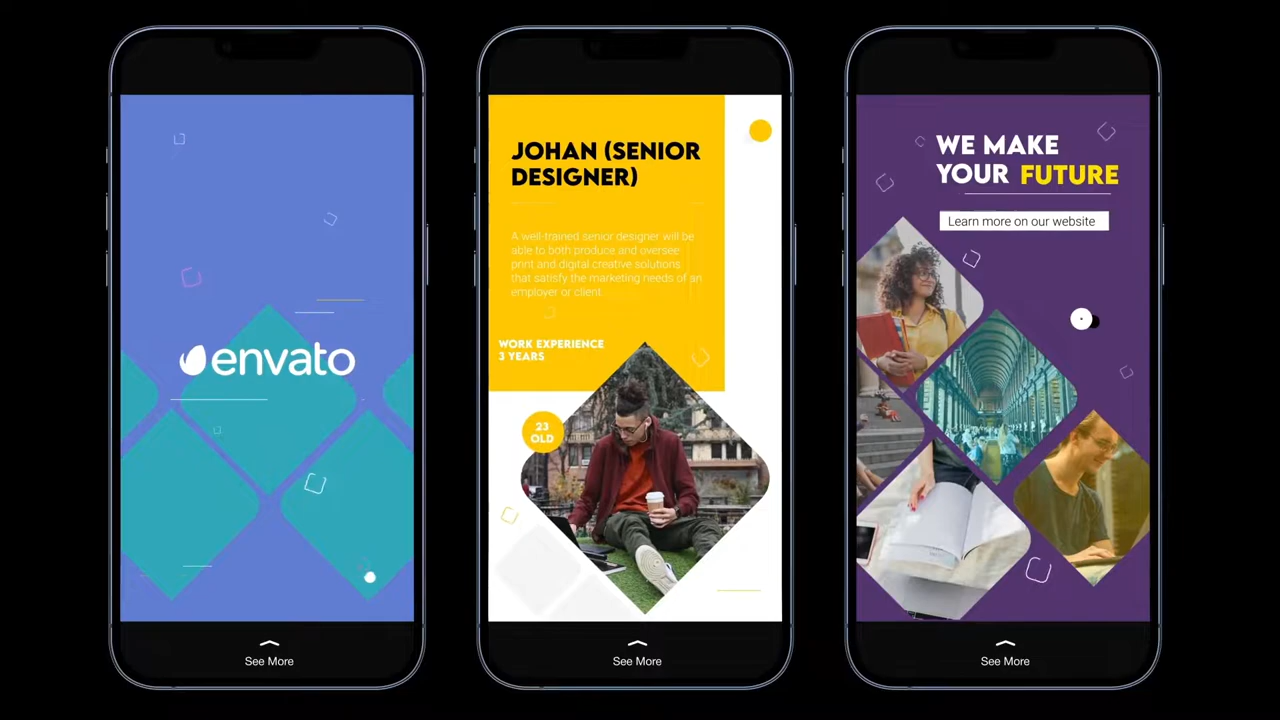 envato
See More
JOHAN (SENIOR
DESIGNER)
A well-trained senior designer will be
able to both produce and oversee
print and digital creative solutions
that satisfy the marketing needs of an
employer or client.
WORK EXPERIENCE
3 YEARS
23
OLD
See More
WE MAKE
YOUR FUTURE
Learn more on our website
See More